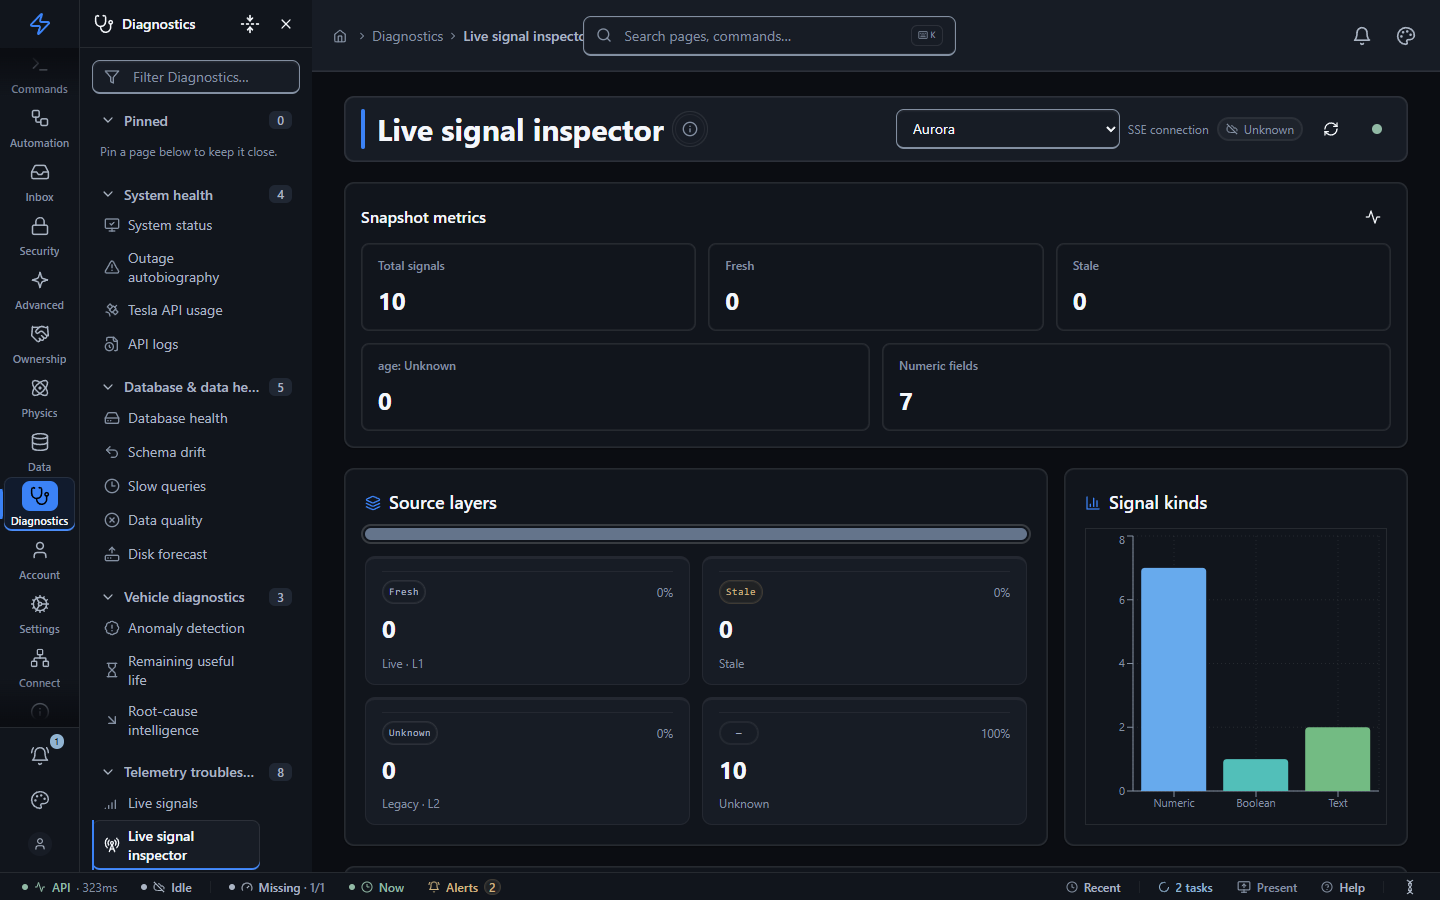 Commands
Automation
Inbox
Security
Advanced
Ownership
Physics
Data
Diagnostics
Account
Settings
Connect
1
Diagnostics
Filter Diagnostics...
Pinned 0
Pin a page below to keep it close.
System health 4
System status
Outage
autobiography
Tesla API usage
API logs
Database & data he... 5
Database health
Schema drift
Slow queries
Data quality
Disk forecast
Vehicle diagnostics 3
Anomaly detection
Remaining useful
life
Root-cause
intelligence
Telemetry troubles... 8
Live signals
Live signal
inspector
Diagnostics
Live signal inspecto
Search pages, commands...
K
Live signal inspector
Aurora
SSE connection
Unknown
Snapshot metrics
Total signals
10
Fresh
0
Stale
0
age: Unknown
0
Numeric fields
7
Source layers
Fresh 0%
0
Live · L1
Stale 0%
0
Stale
Unknown 0%
0
Legacy · L2
— 100%
10
Unknown
Signal kinds
8
6
4
2
0
Numeric Boolean Text
API · 323ms
Idle
Missing · 1/1
Now
Alerts 2
Recent
2 tasks
Present
Help